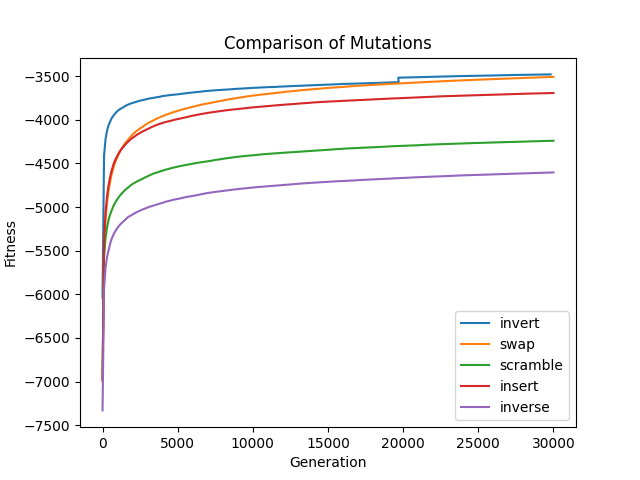 Comparison of Mutations
Fitness
−3500
−4000
−4500
−5000
−5500
−6000
−6500
−7000
−7500
0 5000 10000 15000 20000 25000 30000
Generation
invert
swap
scramble
insert
inverse